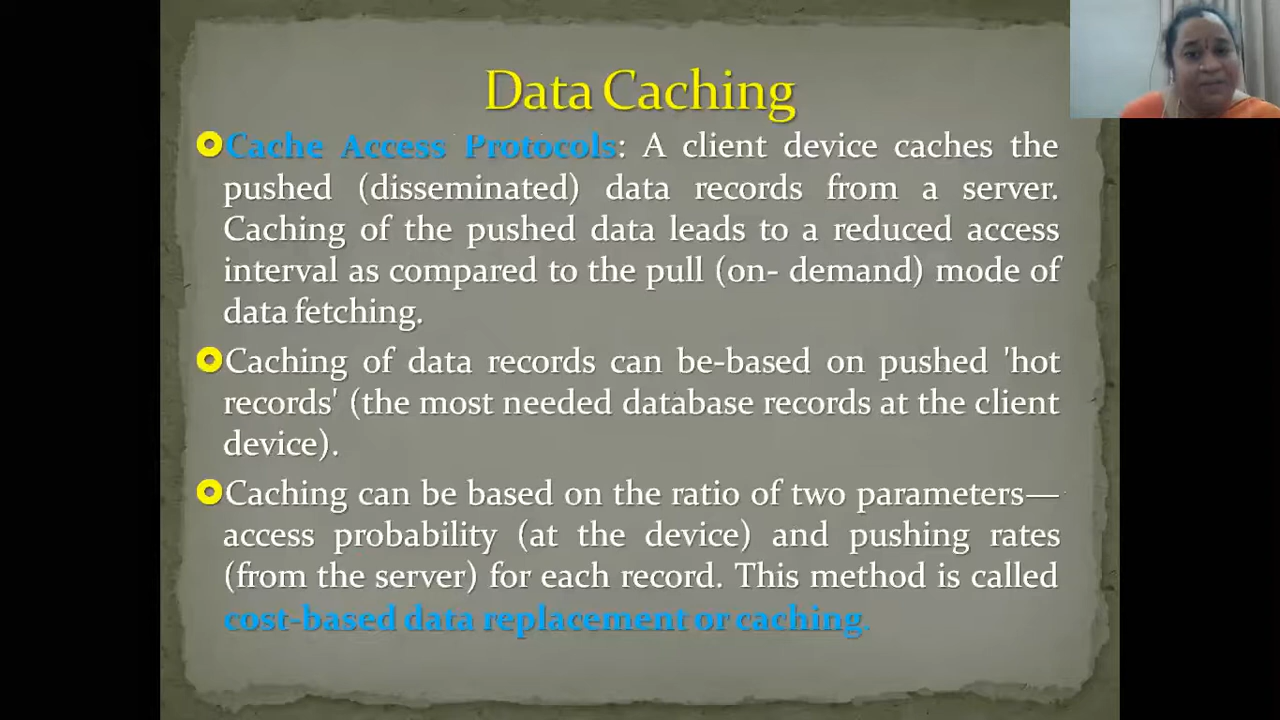 Data Caching
Cache Access Protocols: A client device caches the
pushed (disseminated) data records from a server.
Caching of the pushed data leads to a reduced access
interval as compared to the pull (on- demand) mode of
data fetching.
Caching of data records can be-based on pushed 'hot
records' (the most needed database records at the client
device).
Caching can be based on the ratio of two parameters—
access probability (at the device) and pushing rates
(from the server) for each record. This method is called
cost-based data replacement or caching.